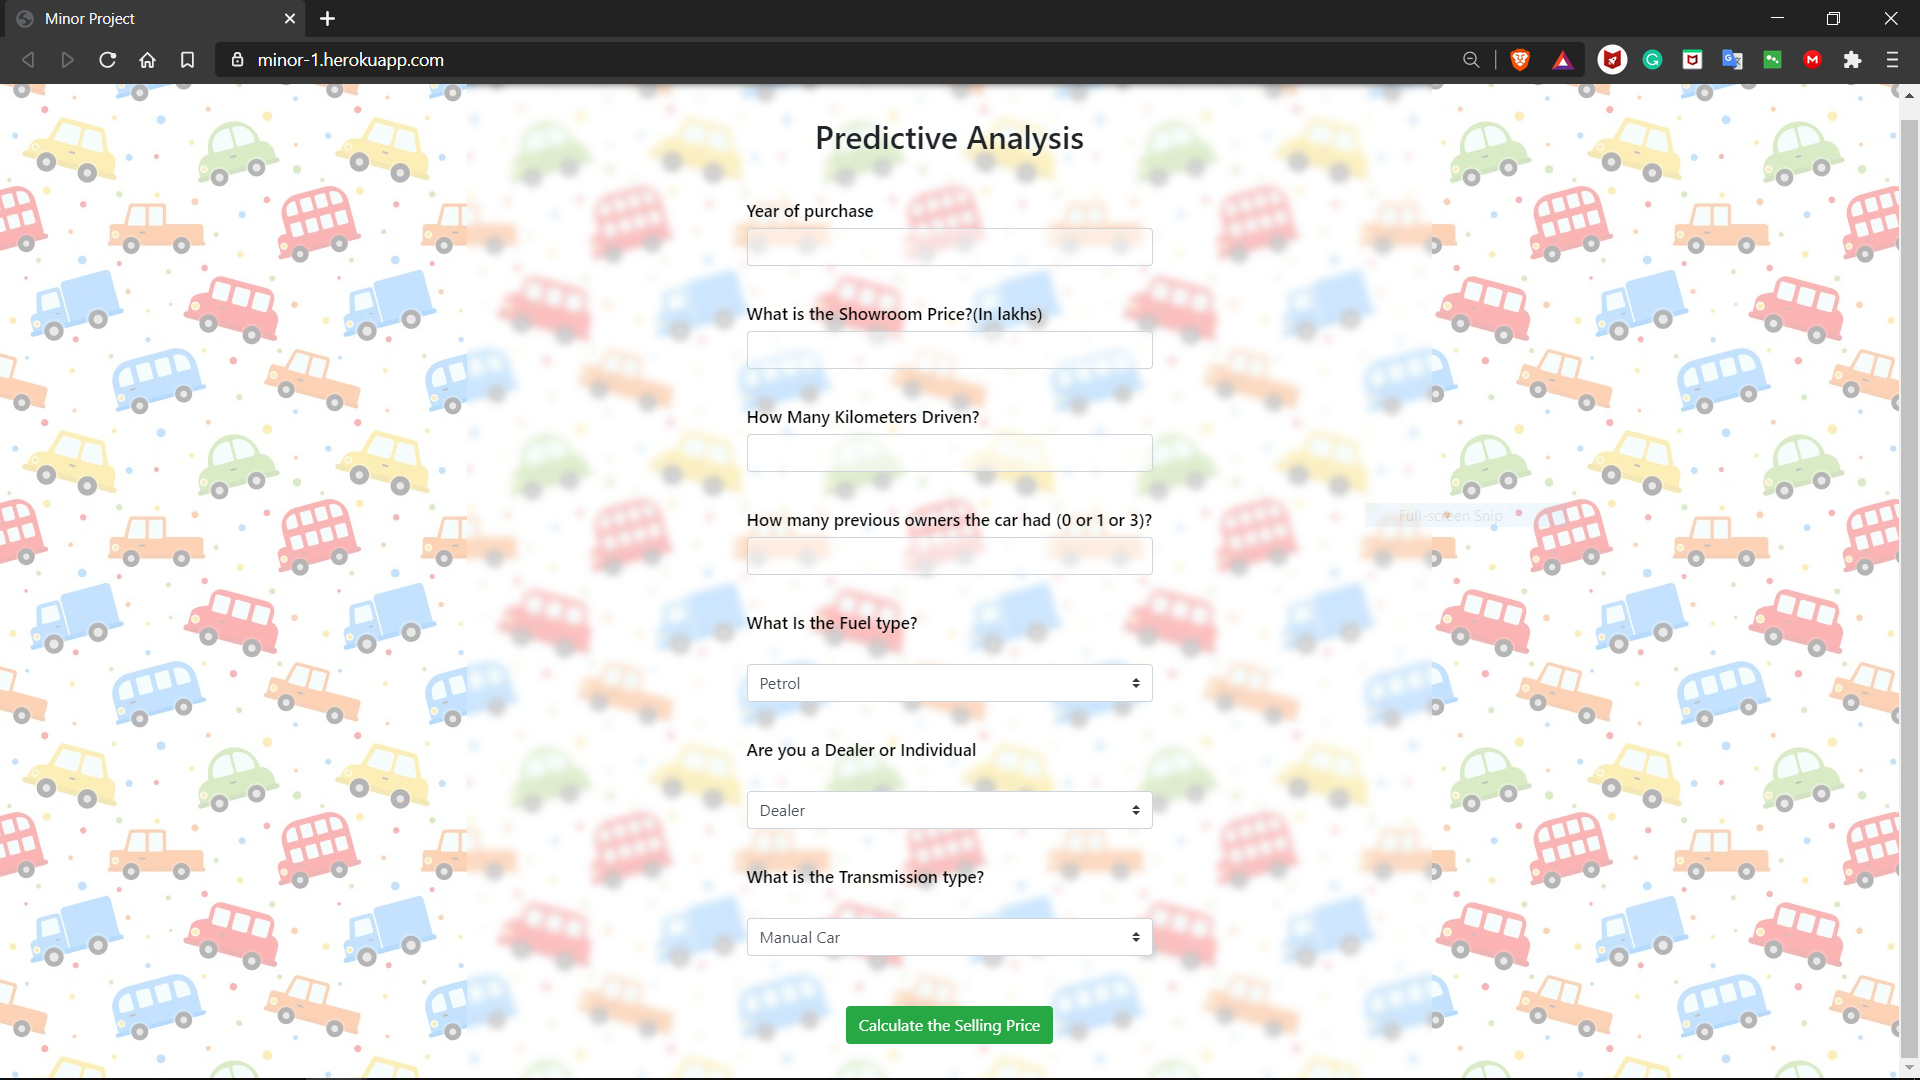 Minor Project
minor-1.herokuapp.com
Predictive Analysis
Year of purchase
What is the Showroom Price?(In lakhs)
How Many Kilometers Driven?
How many previous owners the car had (0 or 1 or 3)?
Full-screen Snip
What Is the Fuel type?
Petrol
Are you a Dealer or Individual
Dealer
What is the Transmission type?
Manual Car
Calculate the Selling Price